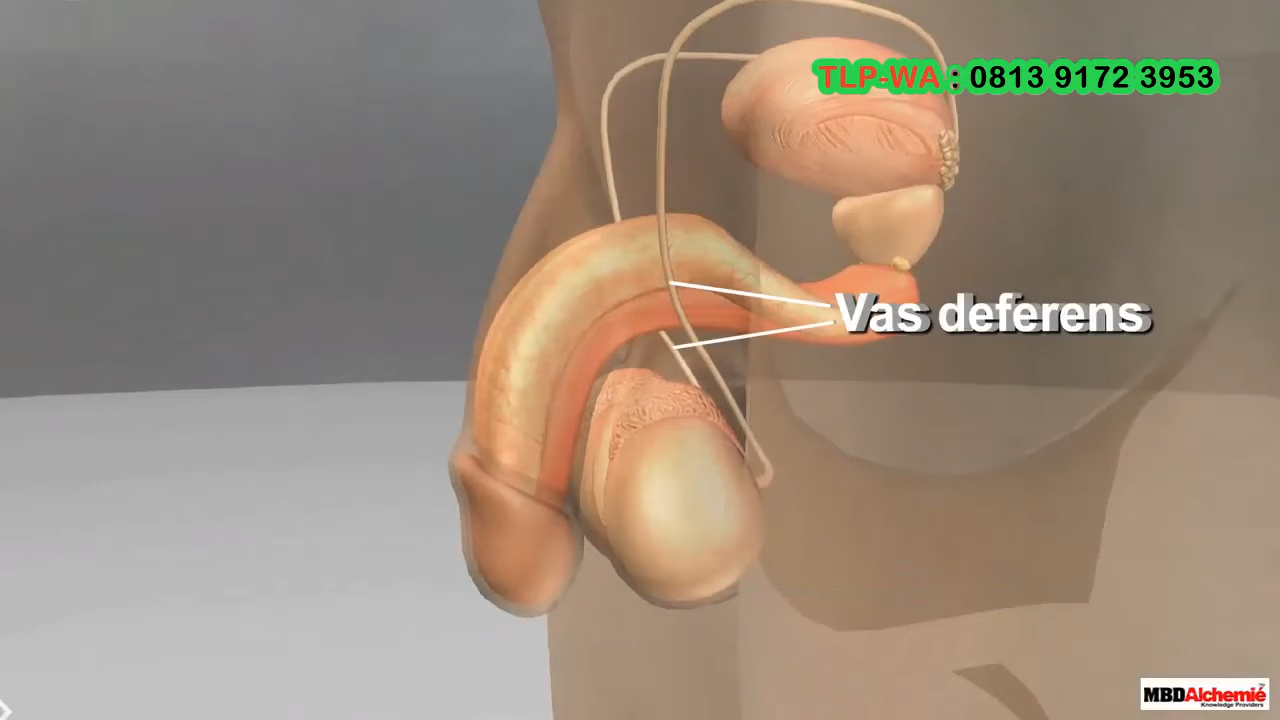 TLP-WA : 0813 9172 3953
Vas deferens
MBDAlchemie
Knowledge Providers